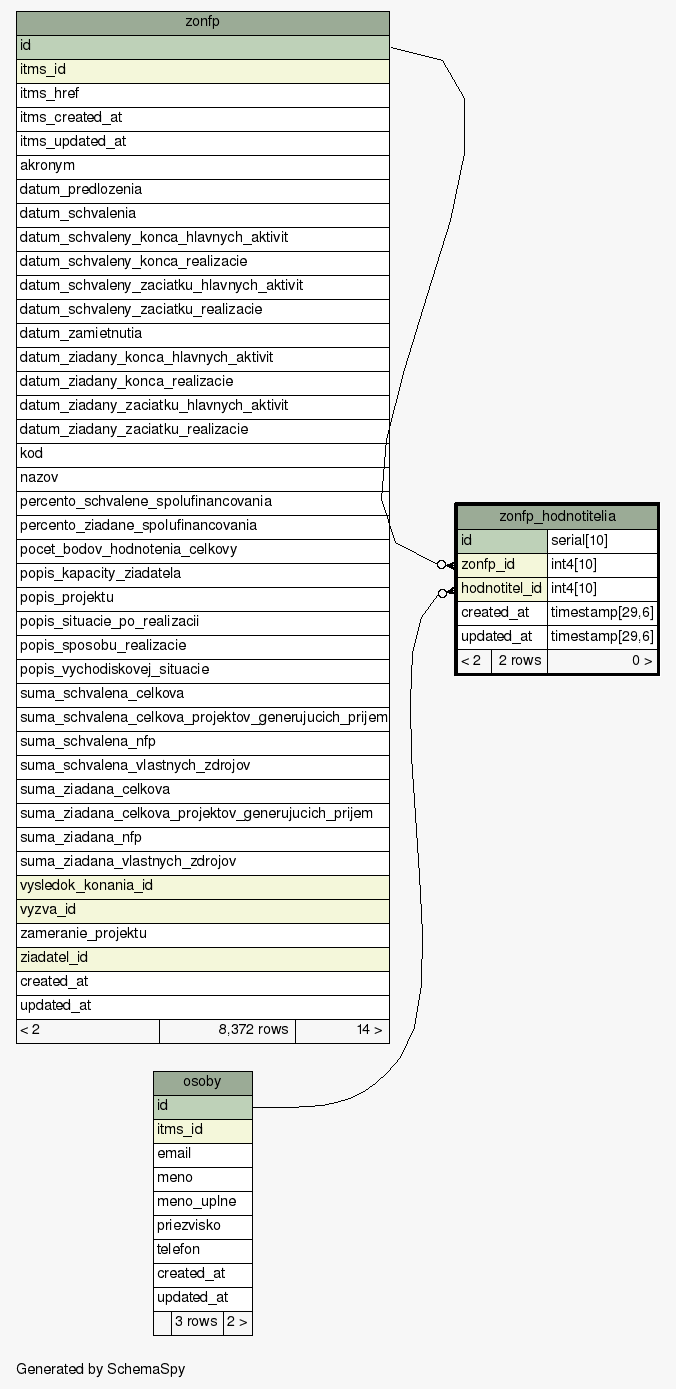 zonfp
id
itms_id
itms_href
itms_created_at
itms_updated_at
akronym
datum_predlozenia
datum_schvalenia
datum_schvaleny_konca_hlavnych_aktivit
datum_schvaleny_konca_realizacie
datum_schvaleny_zaciatku_hlavnych_aktivit
datum_schvaleny_zaciatku_realizacie
datum_zamietnutia
datum_ziadany_konca_hlavnych_aktivit
datum_ziadany_konca_realizacie
datum_ziadany_zaciatku_hlavnych_aktivit
datum_ziadany_zaciatku_realizacie
kod
nazov
percento_schvalene_spolufinancovania
percento_ziadane_spolufinancovania
pocet_bodov_hodnotenia_celkovy
popis_kapacity_ziadatela
popis_projektu
popis_situacie_po_realizacii
popis_sposobu_realizacie
popis_vychodiskovej_situacie
suma_schvalena_celkova
suma_schvalena_celkova_projektov_generujucich_prijem
suma_schvalena_nfp
suma_schvalena_vlastnych_zdrojov
suma_ziadana_celkova
suma_ziadana_celkova_projektov_generujucich_prijem
suma_ziadana_nfp
suma_ziadana_vlastnych_zdrojov
vysledok_konania_id
vyzva_id
zameranie_projektu
ziadatel_id
created_at
updated_at
< 2 8,372 rows 14 >
zonfp_hodnotitelia
id serial[10]
zonfp_id int4[10]
hodnotitel_id int4[10]
created_at timestamp[29,6]
updated_at timestamp[29,6]
< 2 2 rows 0 >
osoby
id
itms_id
email
meno
meno_uplne
priezvisko
telefon
created_at
updated_at
3 rows 2 >
Generated by SchemaSpy